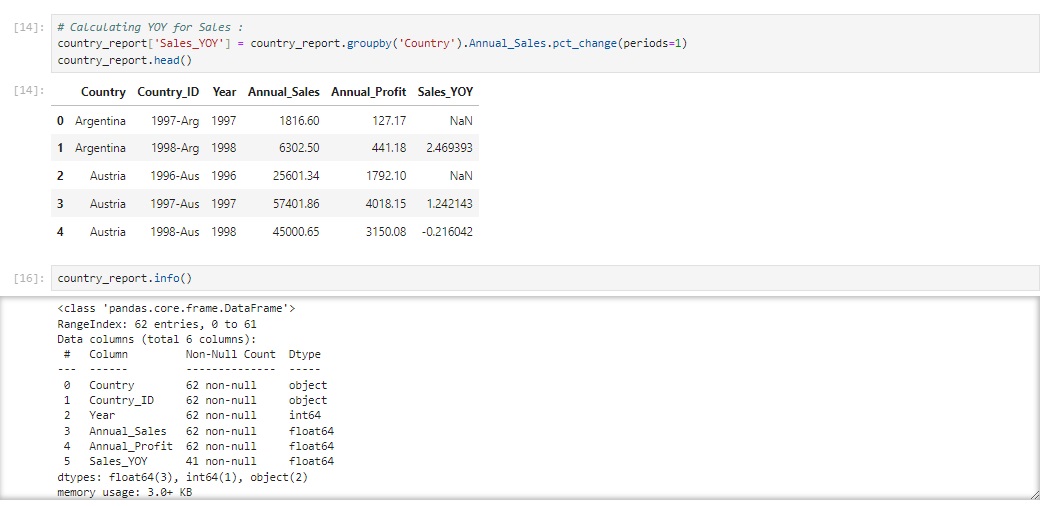 [14]: # Calculating YOY for Sales :
country_report['Sales_YOY'] = country_report.groupby('Country').Annual_Sales.pct_change(periods=1)
country_report.head()
[14]: Country Country_ID Year Annual_Sales Annual_Profit Sales_YOY
0 Argentina 1997-Arg 1997 1816.60 127.17 NaN
1 Argentina 1998-Arg 1998 6302.50 441.18 2.469393
2 Austria 1996-Aus 1996 25601.34 1792.10 NaN
3 Austria 1997-Aus 1997 57401.86 4018.15 1.242143
4 Austria 1998-Aus 1998 45000.65 3150.08 -0.216042
[16]: country_report.info()
<class 'pandas.core.frame.DataFrame'>
RangeIndex: 62 entries, 0 to 61
Data columns (total 6 columns):
# Column Non-Null Count Dtype
--- ------ -------------- -----
0 Country 62 non-null object
1 Country_ID 62 non-null object
2 Year 62 non-null int64
3 Annual_Sales 62 non-null float64
4 Annual_Profit 62 non-null float64
5 Sales_YOY 41 non-null float64
dtypes: float64(3), int64(1), object(2)
memory usage: 3.0+ KB